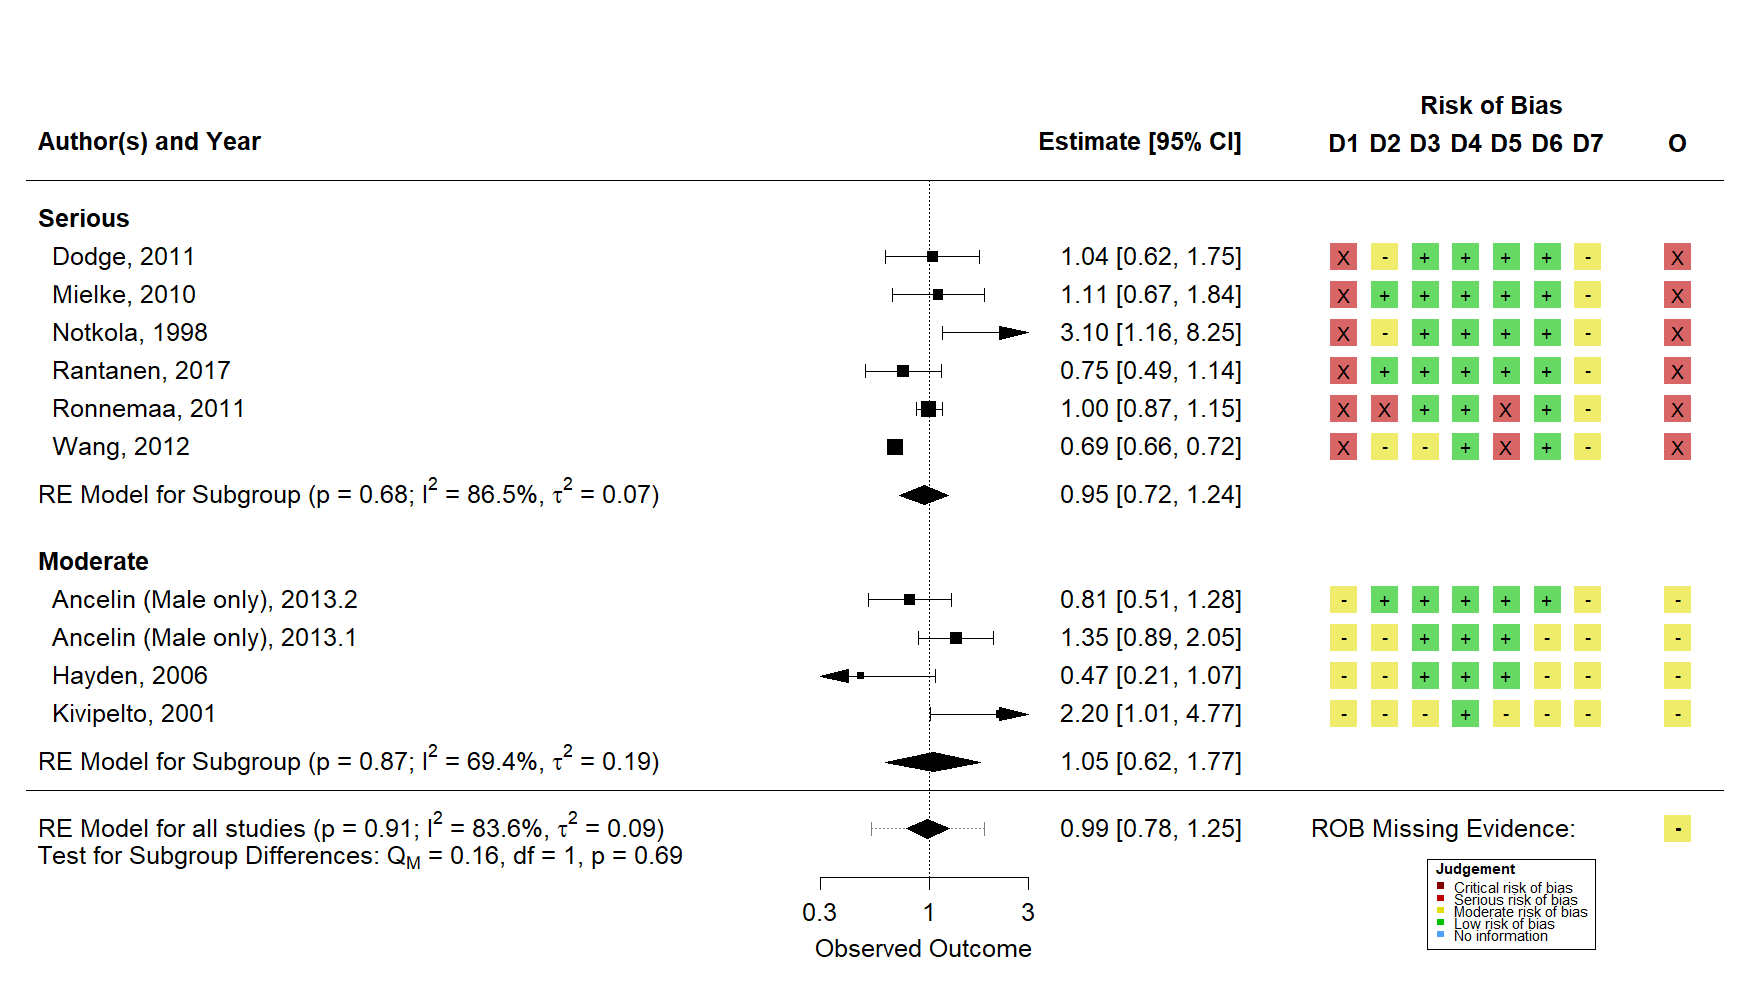 Risk of Bias
Author(s) and Year Estimate [95% CI] D1 D2 D3 D4 D5 D6 D7 O
Serious
Dodge, 2011 1.04 [0.62, 1.75] X - + + + + - X
Mielke, 2010 1.11 [0.67, 1.84] X + + + + + - X
Notkola, 1998 3.10 [1.16, 8.25] X - + + + + - X
Rantanen, 2017 0.75 [0.49, 1.14] X + + + + + - X
Ronnemaa, 2011 1.00 [0.87, 1.15] X X + + X + - X
Wang, 2012 0.69 [0.66, 0.72] X - - + X + - X
RE Model for Subgroup (p = 0.68; I² = 86.5%, τ² = 0.07) 0.95 [0.72, 1.24]
Moderate
Ancelin (Male only), 2013.2 0.81 [0.51, 1.28] - + + + + + - -
Ancelin (Male only), 2013.1 1.35 [0.89, 2.05] - - + + + - - -
Hayden, 2006 0.47 [0.21, 1.07] - - + + + - - -
Kivipelto, 2001 2.20 [1.01, 4.77] - - - + - - - -
RE Model for Subgroup (p = 0.87; I² = 69.4%, τ² = 0.19) 1.05 [0.62, 1.77]
RE Model for all studies (p = 0.91; I² = 83.6%, τ² = 0.09) 0.99 [0.78, 1.25] ROB Missing Evidence: -
Test for Subgroup Differences: Q_M = 0.16, df = 1, p = 0.69
0.3 1 3
Observed Outcome
Judgement
Critical risk of bias
Serious risk of bias
Moderate risk of bias
Low risk of bias
No information